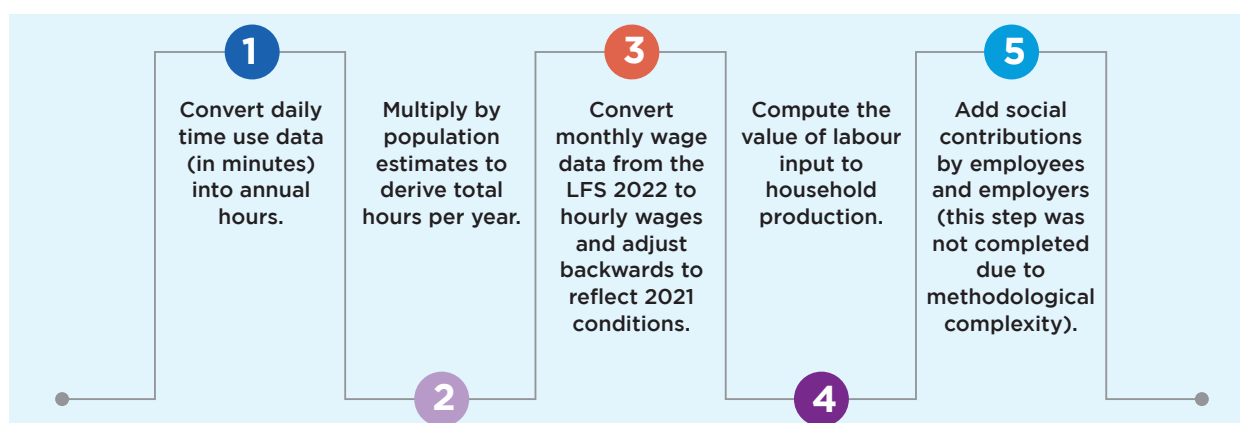 1
Convert daily
time use data
(in minutes)
into annual
hours.
2
Multiply by
population
estimates to
derive total
hours per year.
3
Convert
monthly wage
data from the
LFS 2022 to
hourly wages
and adjust
backwards to
reflect 2021
conditions.
4
Compute the
value of labour
input to
household
production.
5
Add social
contributions
by employees
and employers
(this step was
not completed
due to
methodological
complexity).